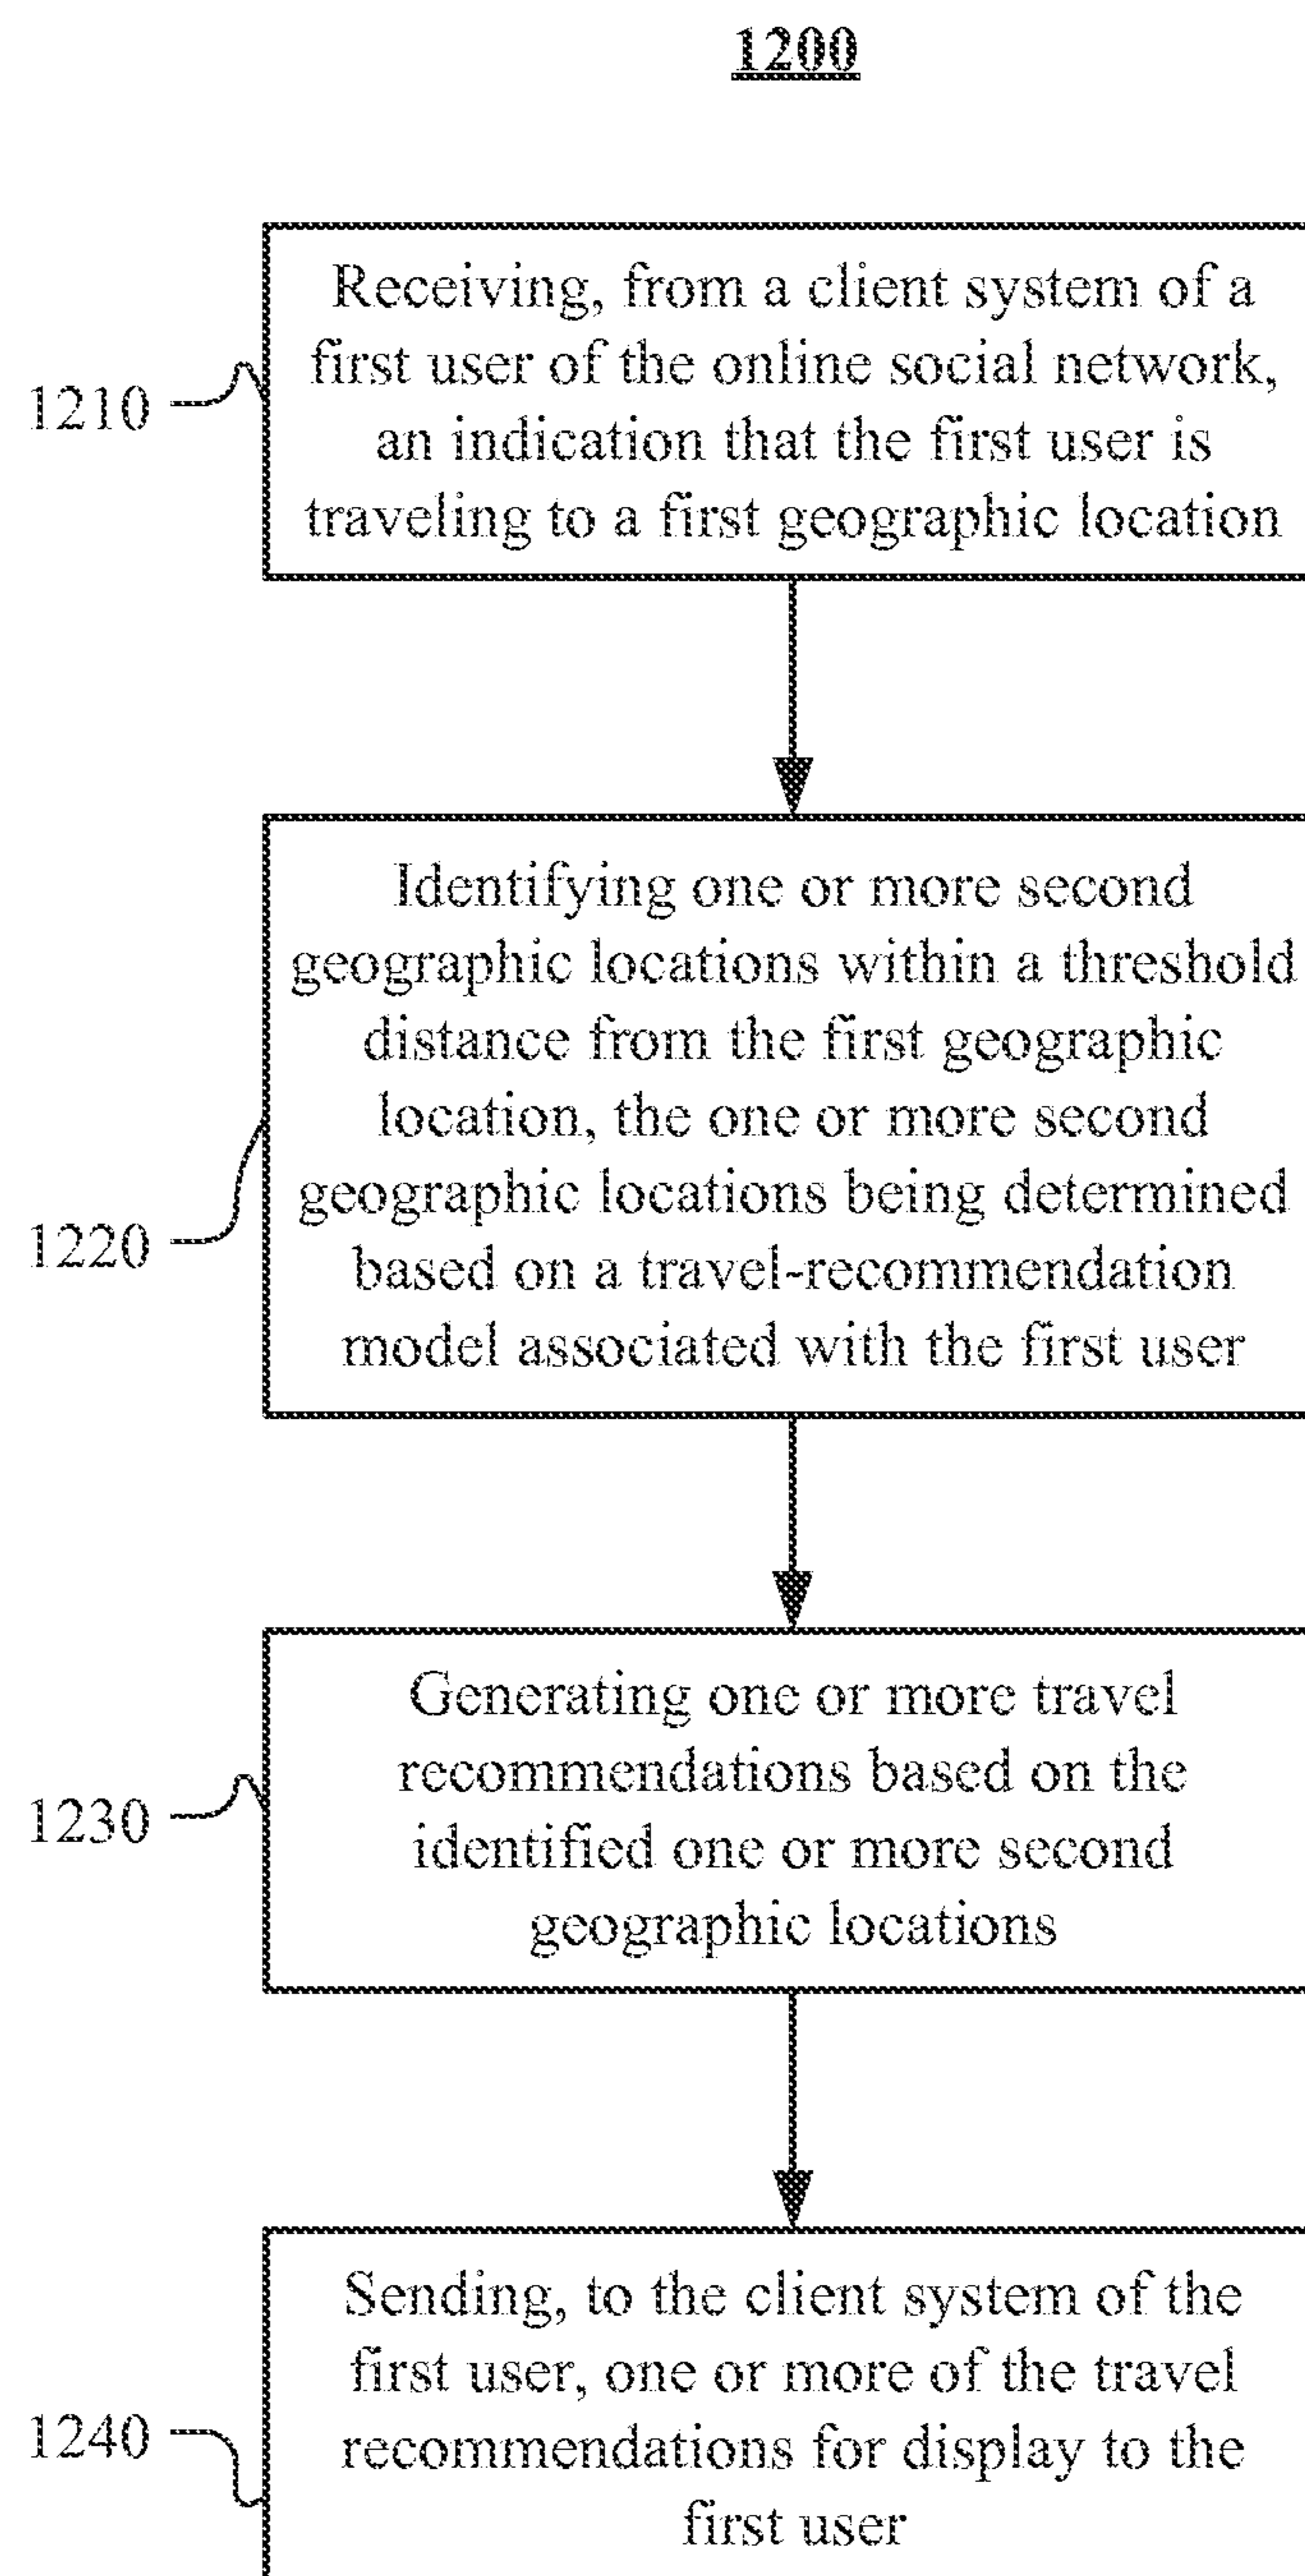 1200
Receiving, from a client system of a
first user of the online social network,
an indication that the first user is
traveling to a first geographic location
1210
Identifying one or more second
geographic locations within a threshold
distance from the first geographic
location, the one or more second
geographic locations being determined
based on a travel-recommendation
model associated with the first user
1220
Generating one or more travel
recommendations based on the
identified one or more second
geographic locations
1230
Sending, to the client system of the
first user, one or more of the travel
recommendations for display to the
first user
1240